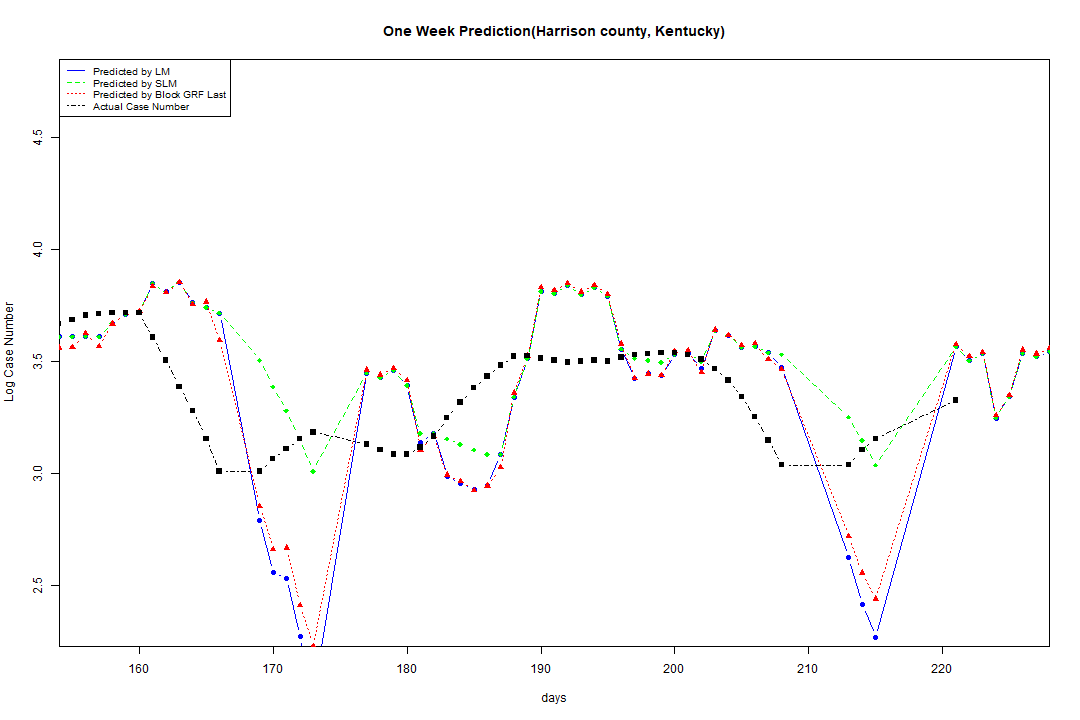 One Week Prediction(Harrison county, Kentucky)
Predicted by LM
Predicted by SLM
Predicted by Block GRF Last
Actual Case Number
Log Case Number
4.5
4.0
3.5
3.0
2.5
160 170 180 190 200 210 220
days